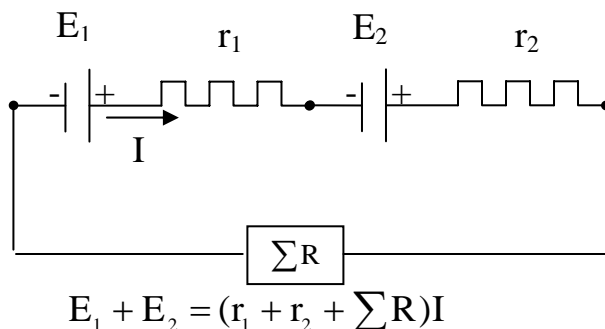 E₁ r₁ E₂ r₂
- + - +
I
∑R
E₁ + E₂ = (r₁ + r₂ + ∑R)I